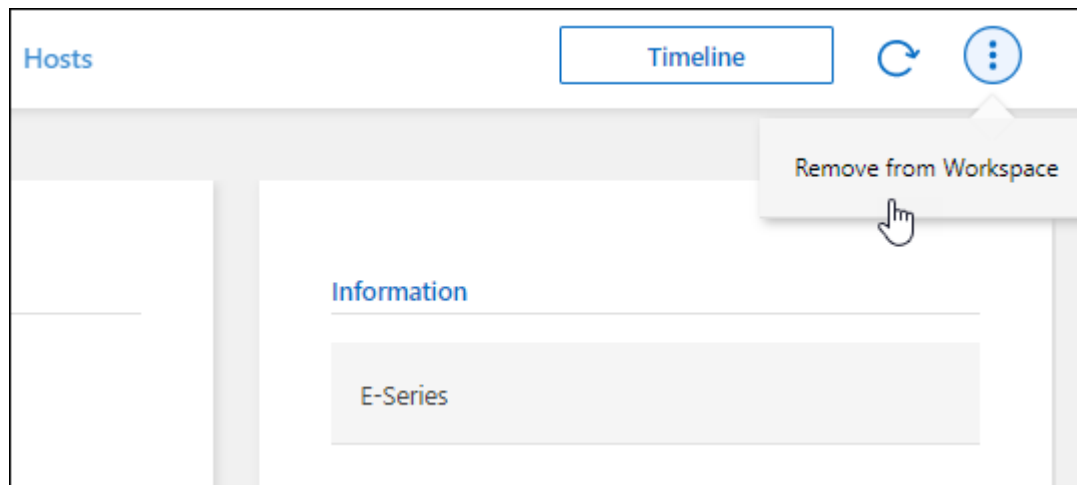 Hosts
Timeline
Remove from Workspace
Information
E-Series